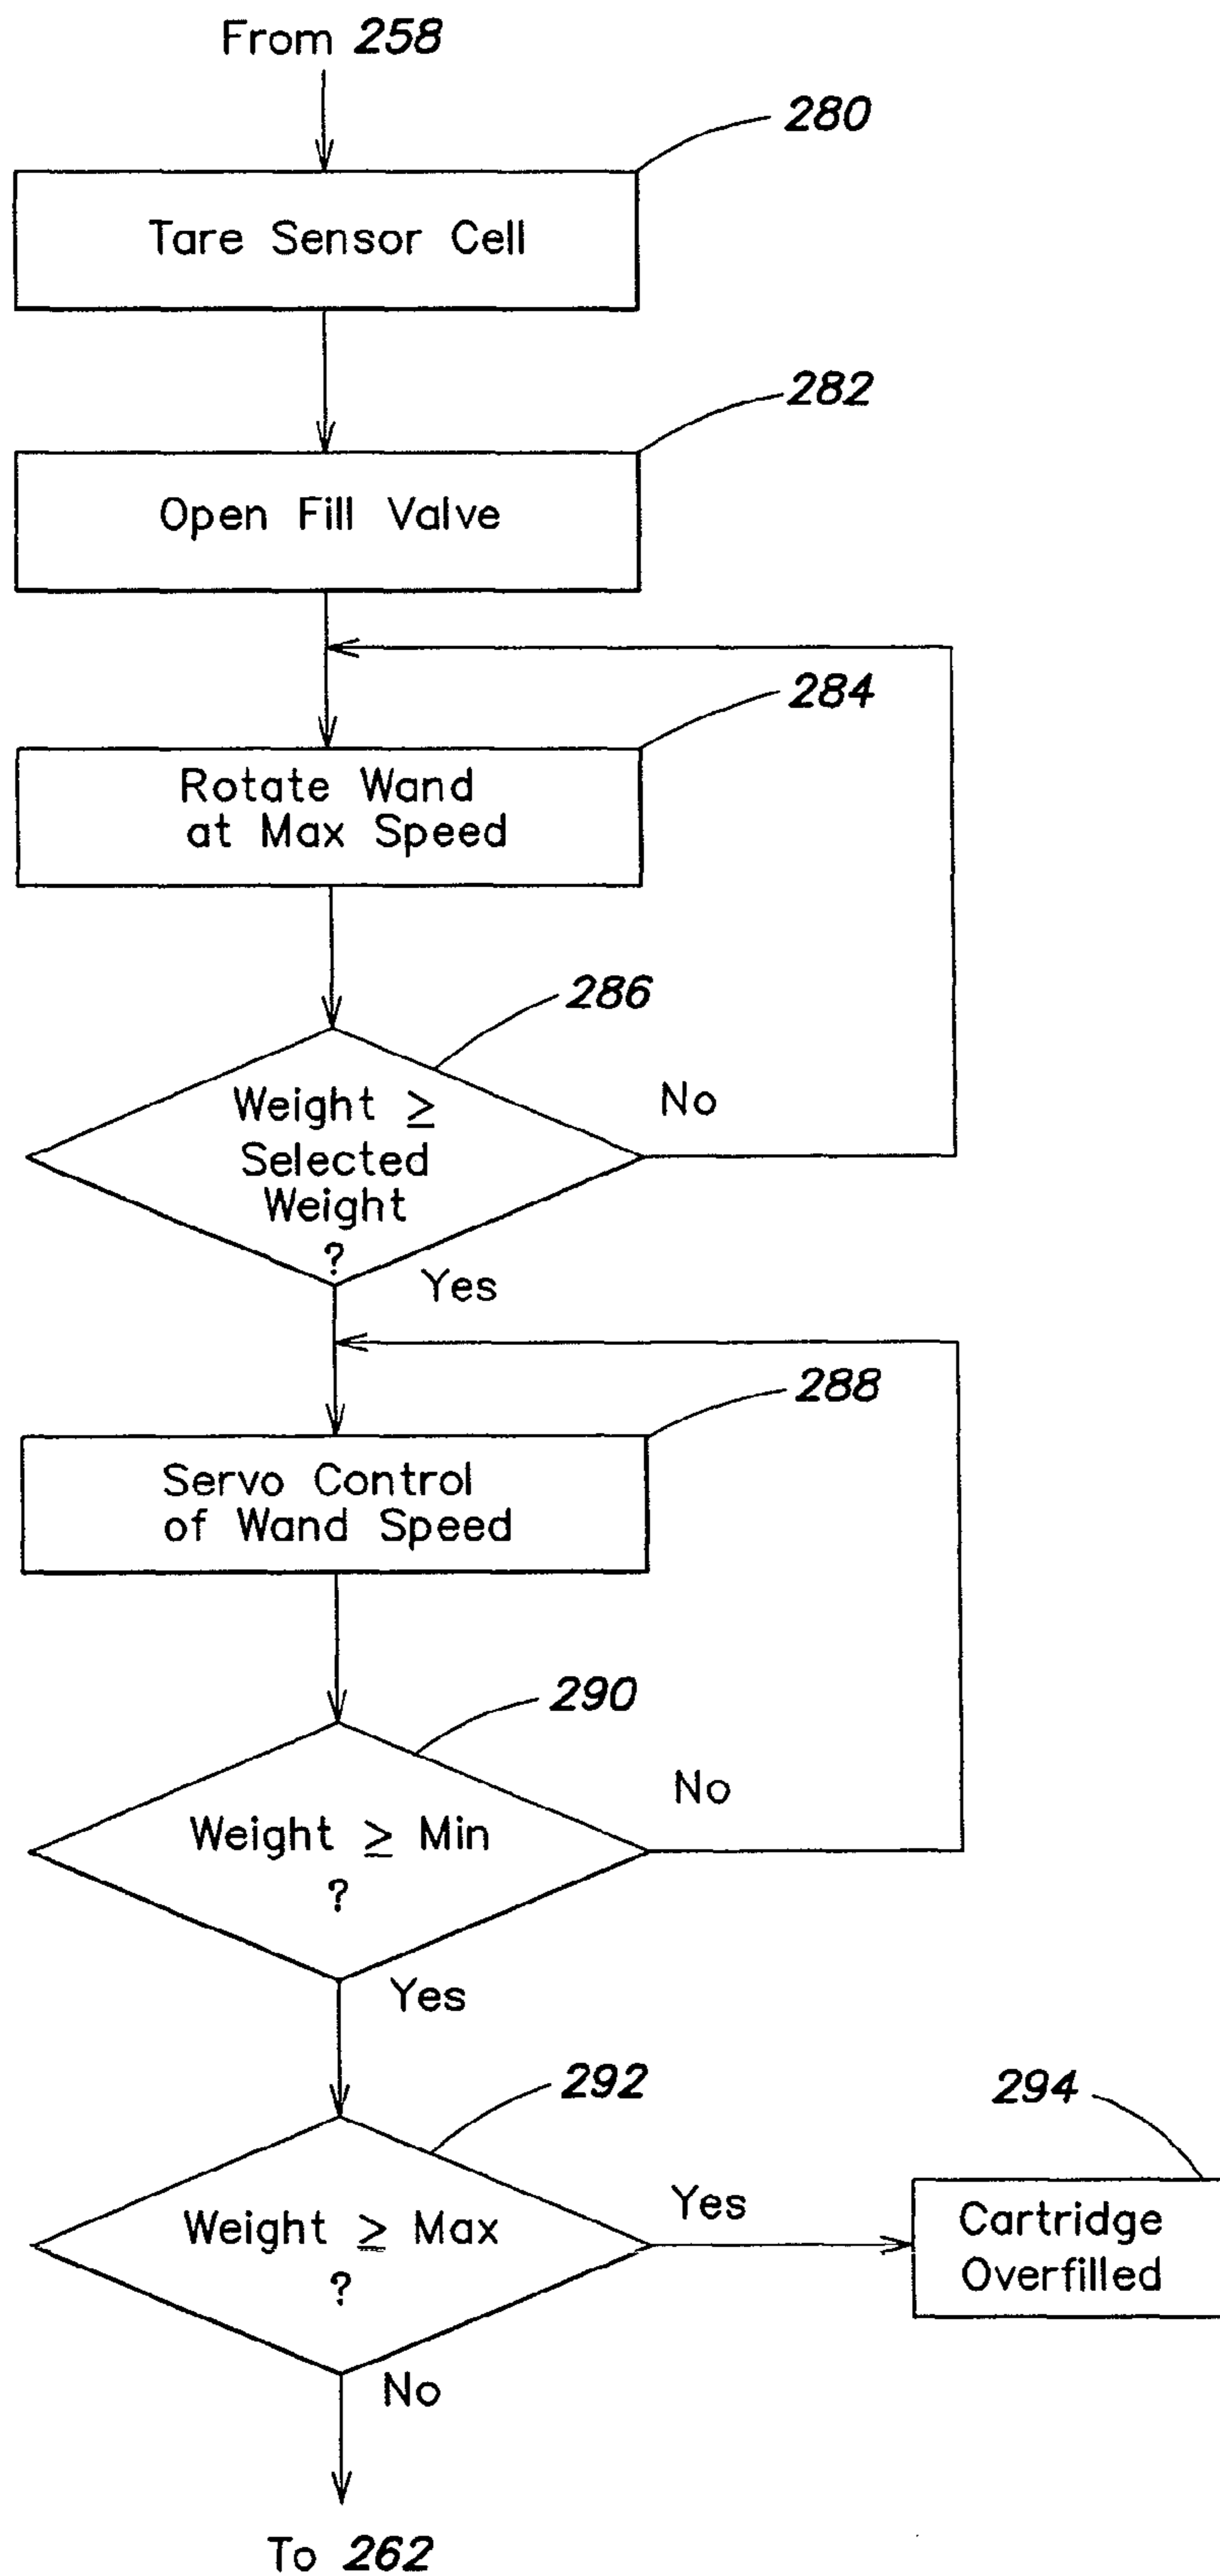 From 258
280
Tare Sensor Cell
282
Open Fill Valve
284
Rotate Wand
at Max Speed
286
Weight ≥
Selected
Weight
?
No
Yes
288
Servo Control
of Wand Speed
290
Weight ≥ Min
?
No
Yes
292
294
Weight ≥ Max
?
Yes
Cartridge
Overfilled
No
To 262